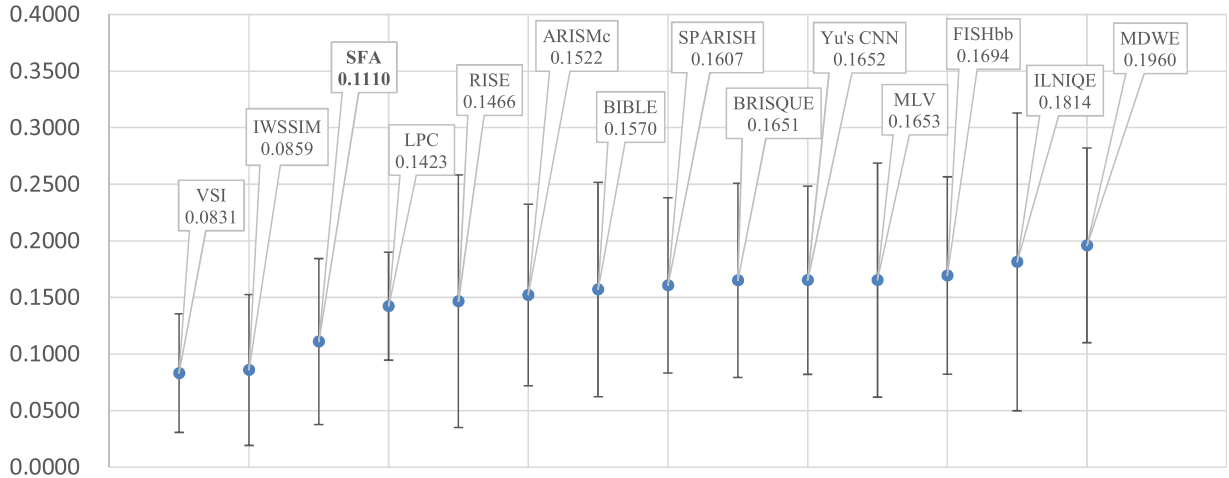 0.4000
0.3500
0.3000
0.2500
0.2000
0.1500
0.1000
0.0500
0.0000
VSI
0.0831
IWSSIM
0.0859
SFA
0.1110
LPC
0.1423
RISE
0.1466
ARISMc
0.1522
BIBLE
0.1570
SPARISH
0.1607
BRISQUE
0.1651
Yu's CNN
0.1652
MLV
0.1653
FISHbb
0.1694
ILNIQE
0.1814
MDWE
0.1960